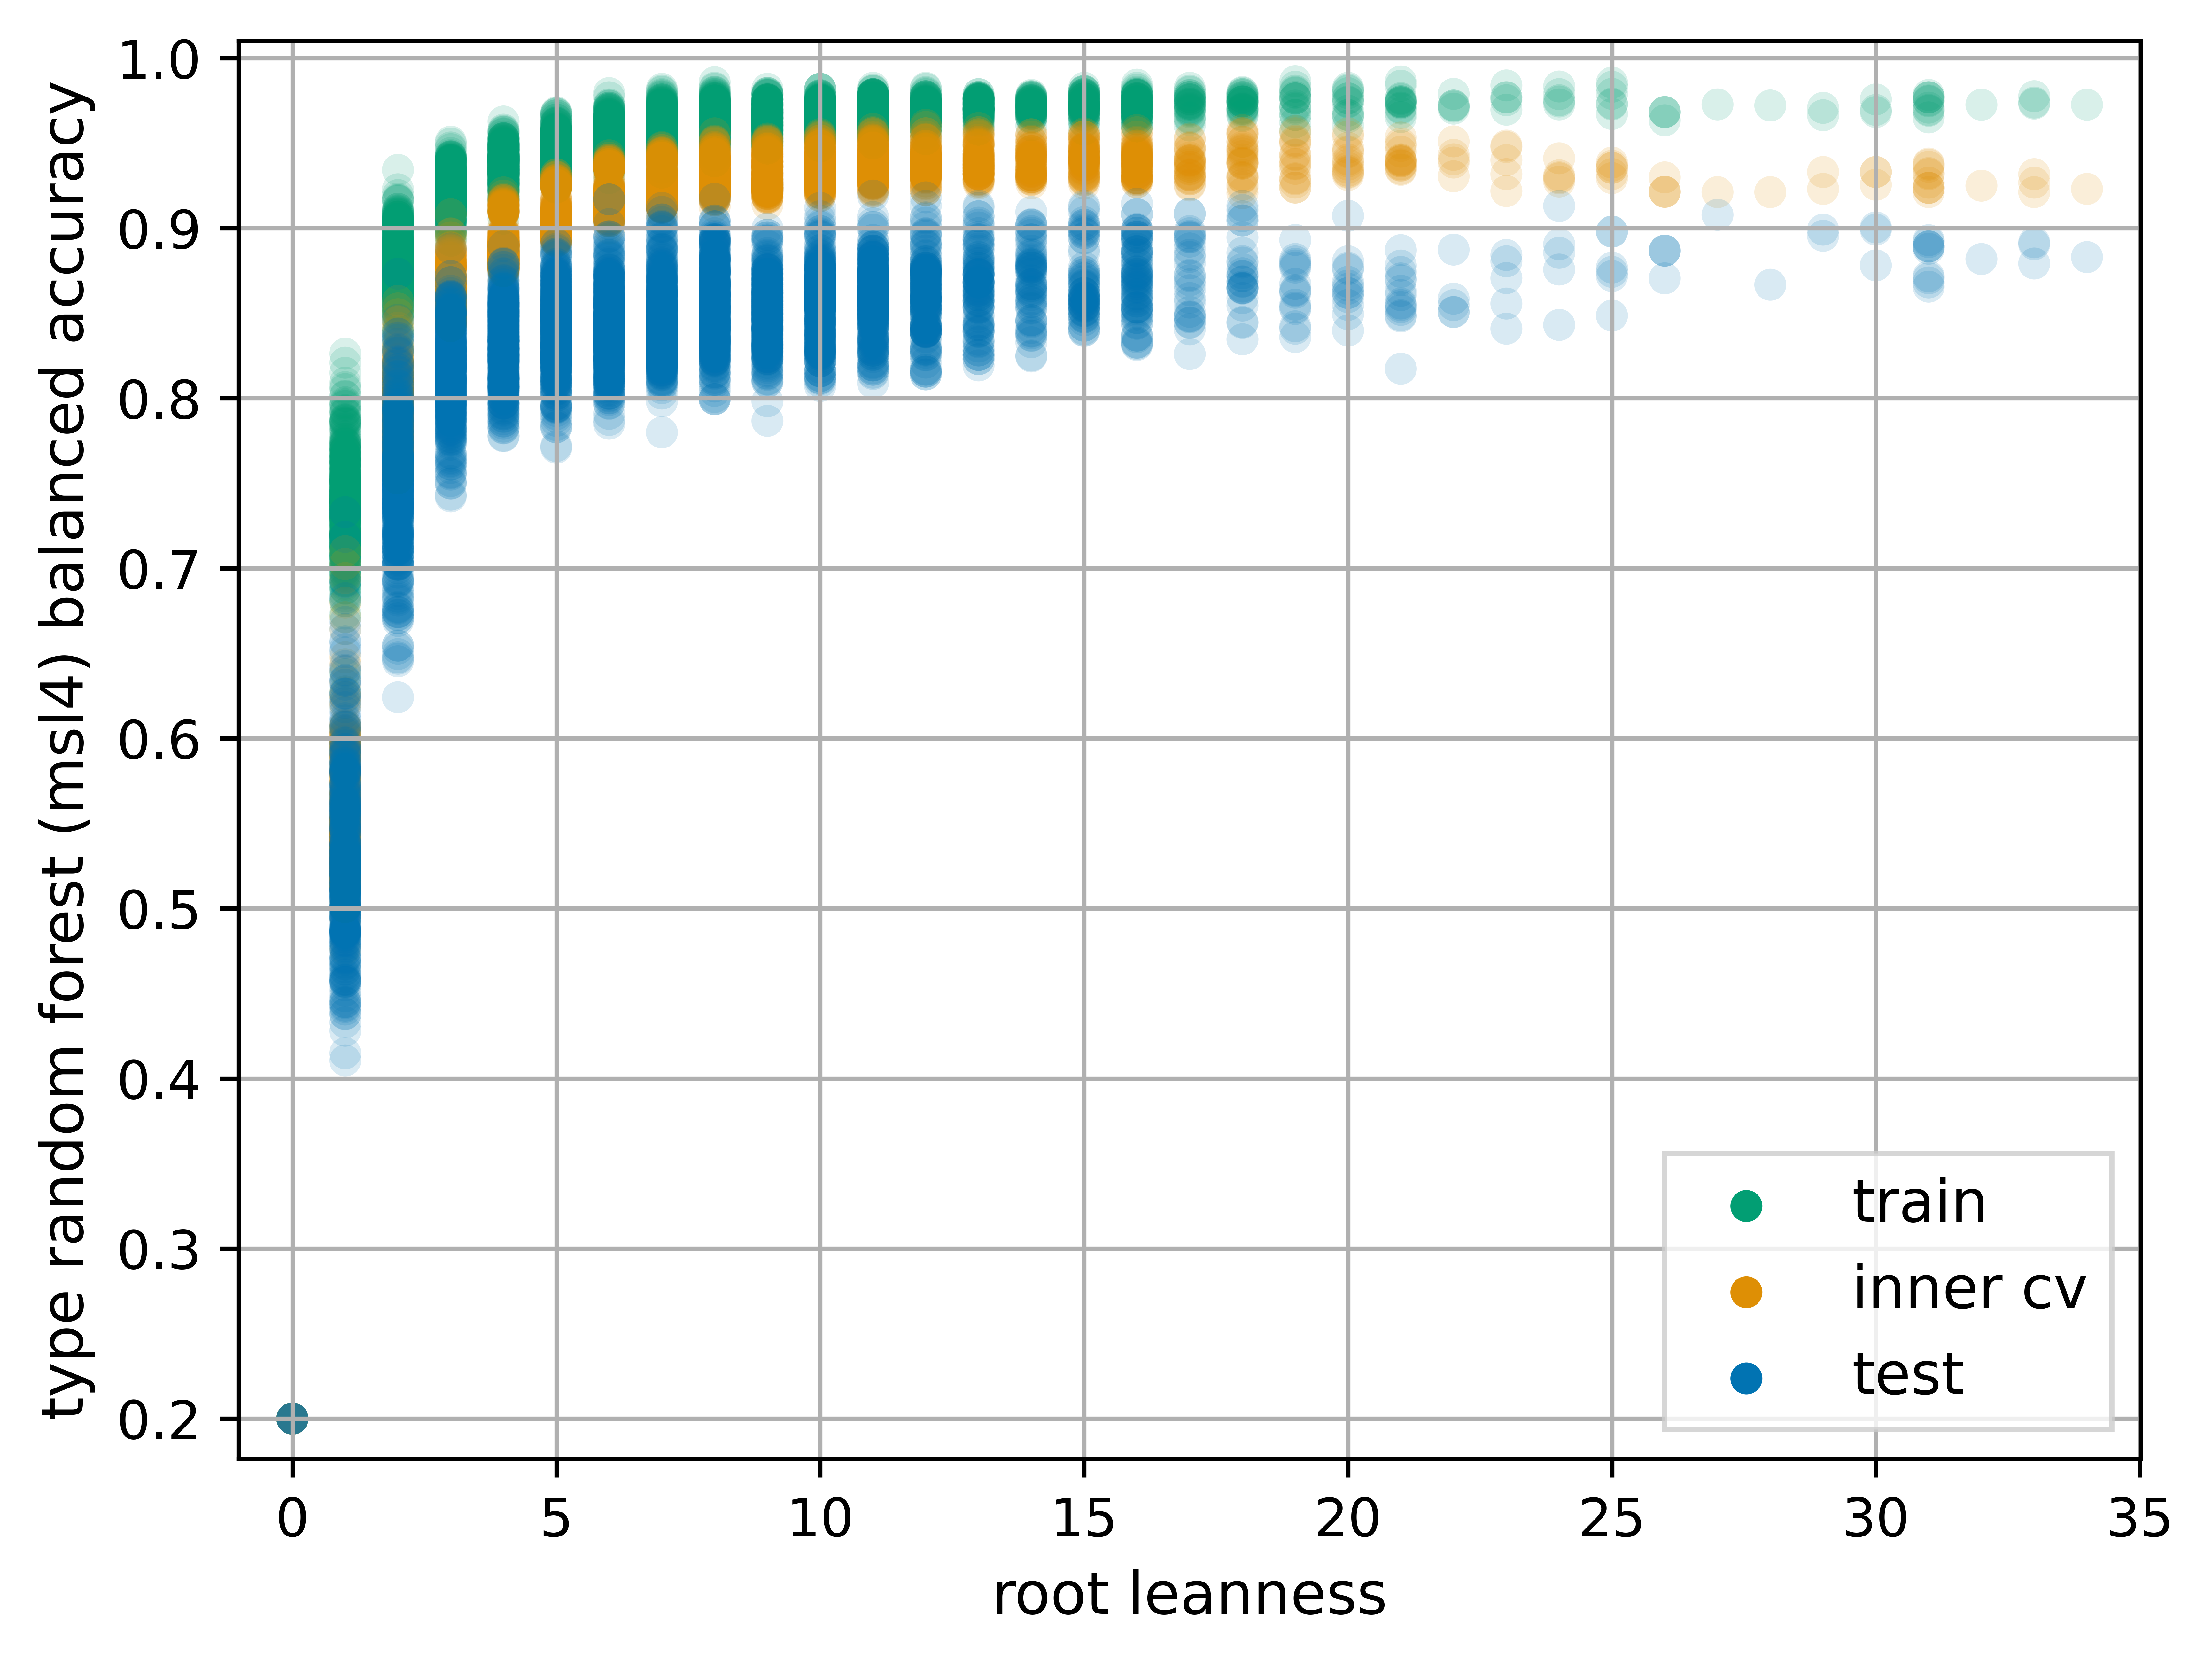 type random forest (msl4) balanced accuracy
1.0
0.9
0.8
0.7
0.6
0.5
0.4
0.3
0.2
0 5 10 15 20 25 30 35
root leanness
train
inner cv
test